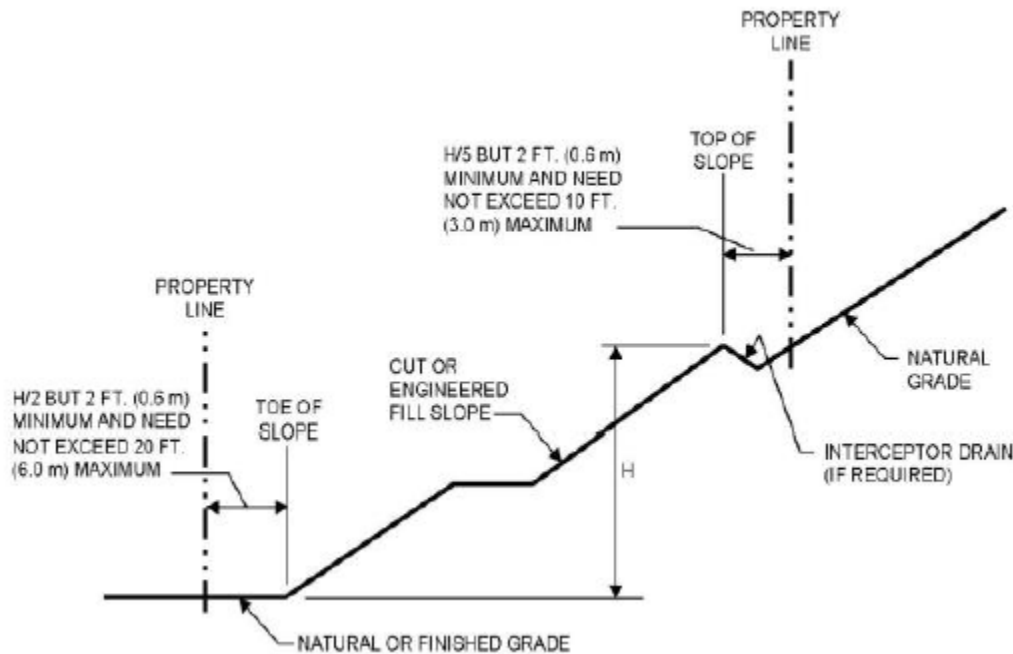 PROPERTY
LINE
TOP OF
SLOPE
H/5 BUT 2 FT. (0.6 m)
MINIMUM AND NEED
NOT EXCEED 10 FT.
(3.0 m) MAXIMUM
PROPERTY
LINE
H/2 BUT 2 FT. (0.6 m)
MINIMUM AND NEED
NOT EXCEED 20 FT.
(6.0 m) MAXIMUM
TOE OF
SLOPE
CUT OR
ENGINEERED
FILL SLOPE
NATURAL
GRADE
H
INTERCEPTOR DRAIN
(IF REQUIRED)
NATURAL OR FINISHED GRADE